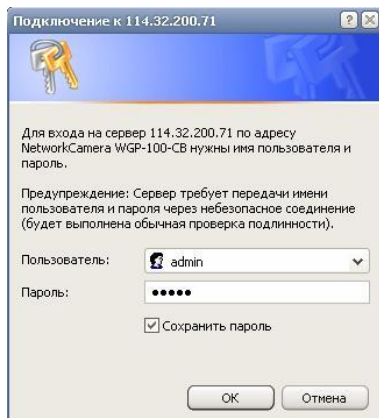 Подключение к 114.32.200.71
Для входа на сервер 114.32.200.71 по адресу
NetworkCamera WGP-100-CB нужны имя пользователя и
пароль.
Предупреждение: Сервер требует передачи имени
пользователя и пароля через небезопасное соединение
(будет выполнена обычная проверка подлинности).
Пользователь: admin
Пароль: •••••
Сохранить пароль
ОК Отмена